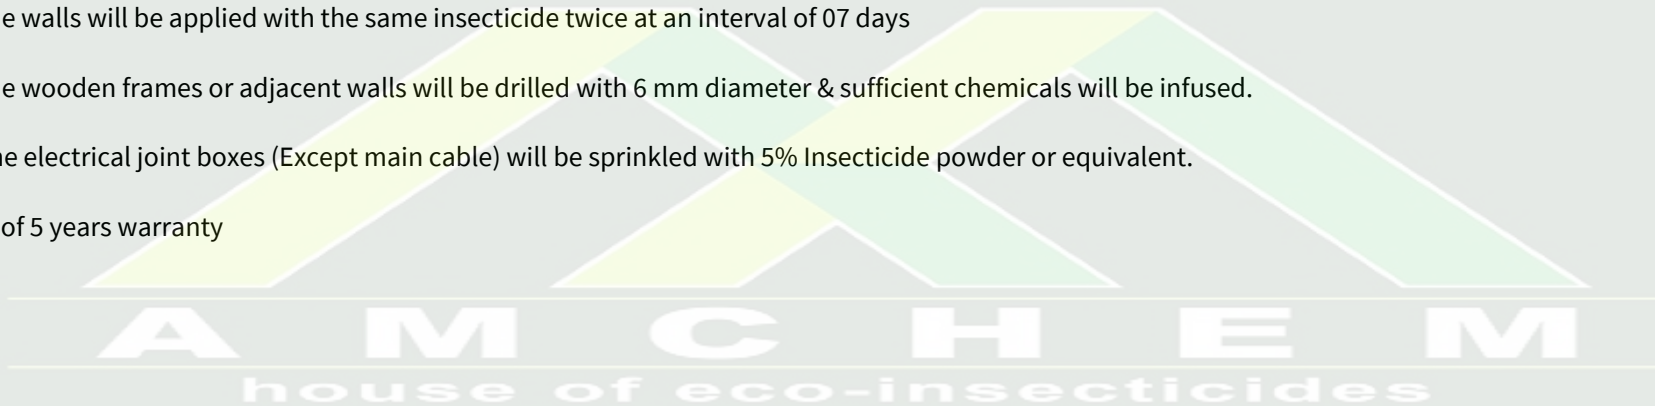 e walls will be applied with the same insecticide twice at an interval of 07 days
e wooden frames or adjacent walls will be drilled with 6 mm diameter & sufficient chemicals will be infused.
e electrical joint boxes (Except main cable) will be sprinkled with 5% Insecticide powder or equivalent.
of 5 years warranty
AMCHEM
house of eco-insecticides